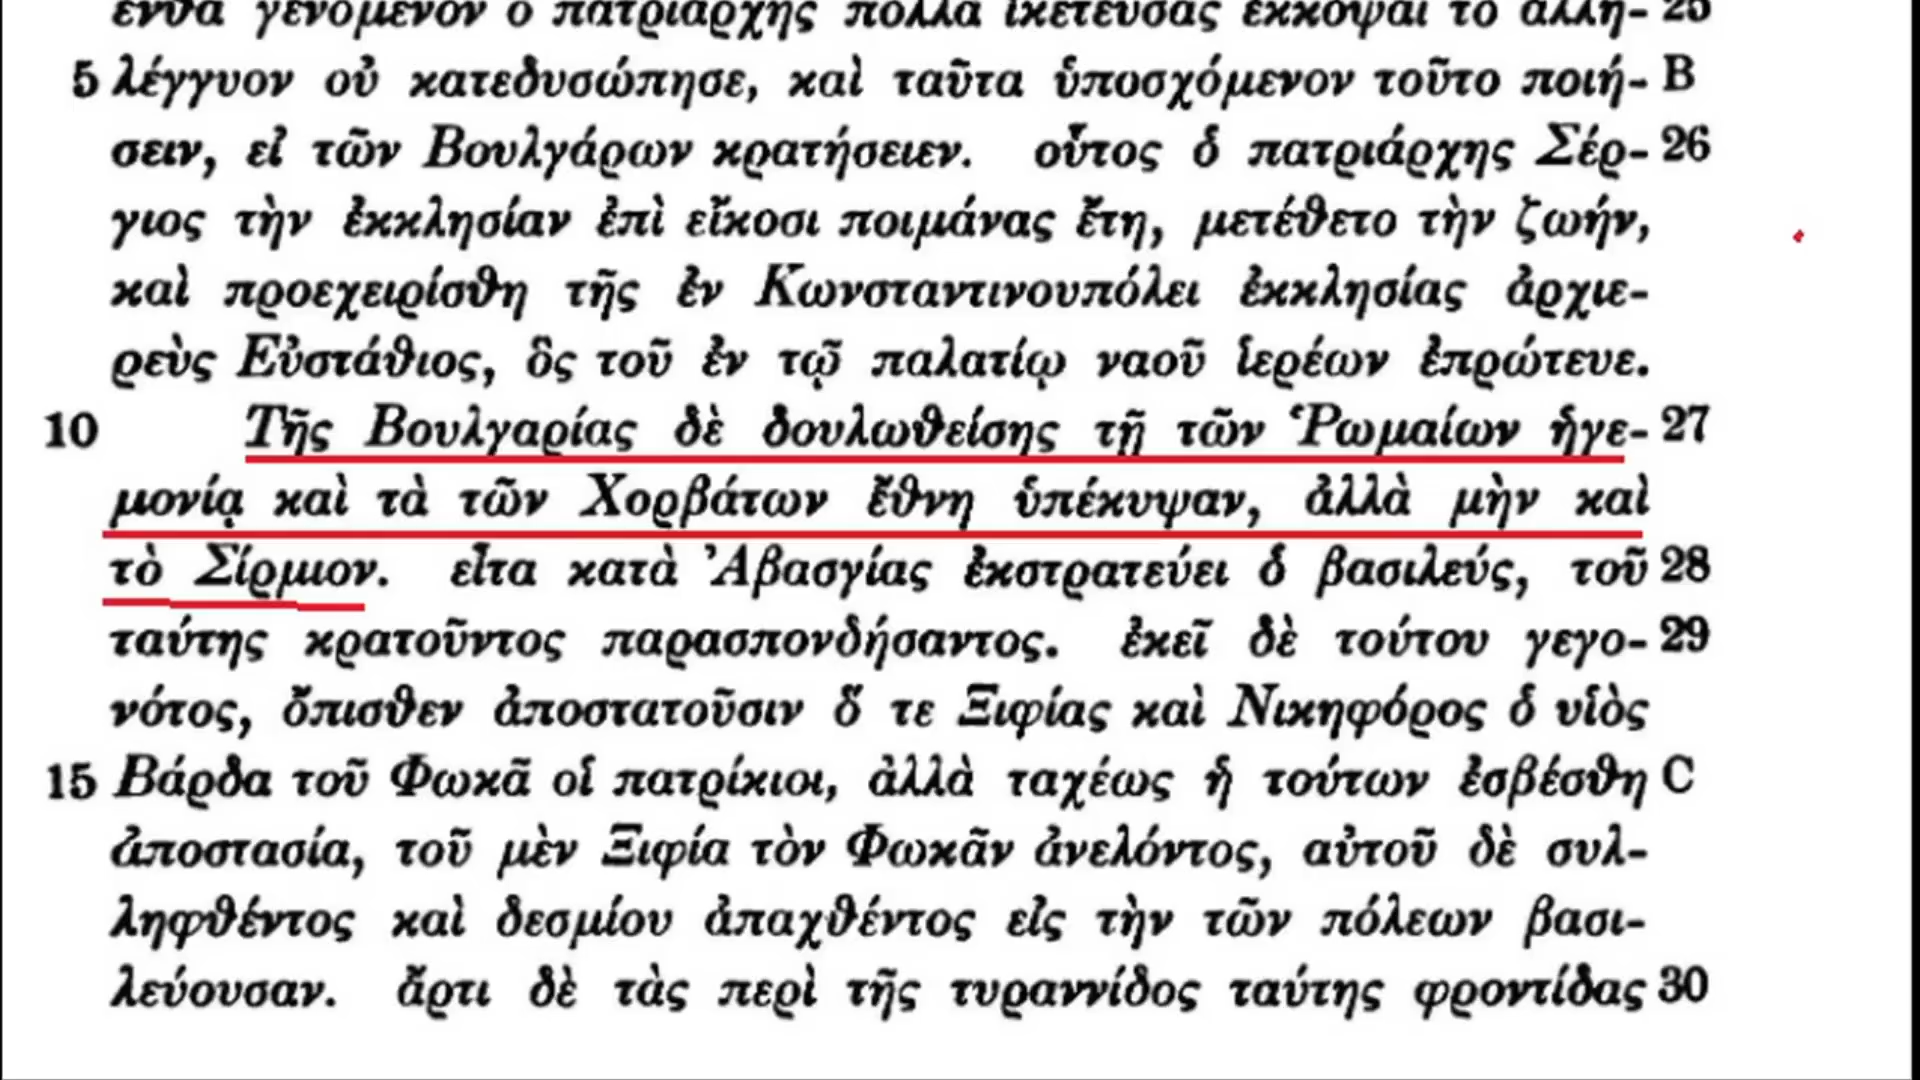 ἔνθα γενόμενον ὁ πατριάρχης πολλὰ ἱκετεύσας ἐκκόψαι τὸ ἀλλη- 25
5 λέγγυον οὐ κατεδυσώπησε, καὶ ταῦτα ὑποσχόμενον τοῦτο ποιή- B
σειν, εἰ τῶν Βουλγάρων κρατήσειεν. οὗτος ὁ πατριάρχης Σέρ- 26
γιος τὴν ἐκκλησίαν ἐπὶ εἴκοσι ποιμάνας ἔτη, μετέθετο τὴν ζωήν,
καὶ προεχειρίσθη τῆς ἐν Κωνσταντινουπόλει ἐκκλησίας ἀρχιε-
ρεὺς Εὐστάθιος, ὃς τοῦ ἐν τῷ παλατίῳ ναοῦ ἱερέων ἐπρώτευε.
10 Τῆς Βουλγαρίας δὲ δουλωθείσης τῇ τῶν Ῥωμαίων ἡγε- 27
μονίᾳ καὶ τὰ τῶν Χορβάτων ἔθνη ὑπέκυψαν, ἀλλὰ μὴν καὶ
τὸ Σίρμιον. εἶτα κατὰ Ἀβασγίας ἐκστρατεύει ὁ βασιλεύς, τοῦ 28
ταύτης κρατοῦντος παρασπονδήσαντος. ἐκεῖ δὲ τούτου γεγο- 29
νότος, ὄπισθεν ἀποστατοῦσιν ὅ τε Ξιφίας καὶ Νικηφόρος ὁ υἱὸς
15 Βάρδα τοῦ Φωκᾶ οἱ πατρίκιοι, ἀλλὰ ταχέως ἡ τούτων ἐσβέσθη C
ἀποστασία, τοῦ μὲν Ξιφία τὸν Φωκᾶν ἀνελόντος, αὐτοῦ δὲ συλ-
ληφθέντος καὶ δεσμίου ἀπαχθέντος εἰς τὴν τῶν πόλεων βασι-
λεύουσαν. ἄρτι δὲ τὰς περὶ τῆς τυραννίδος ταύτης φροντίδας 30